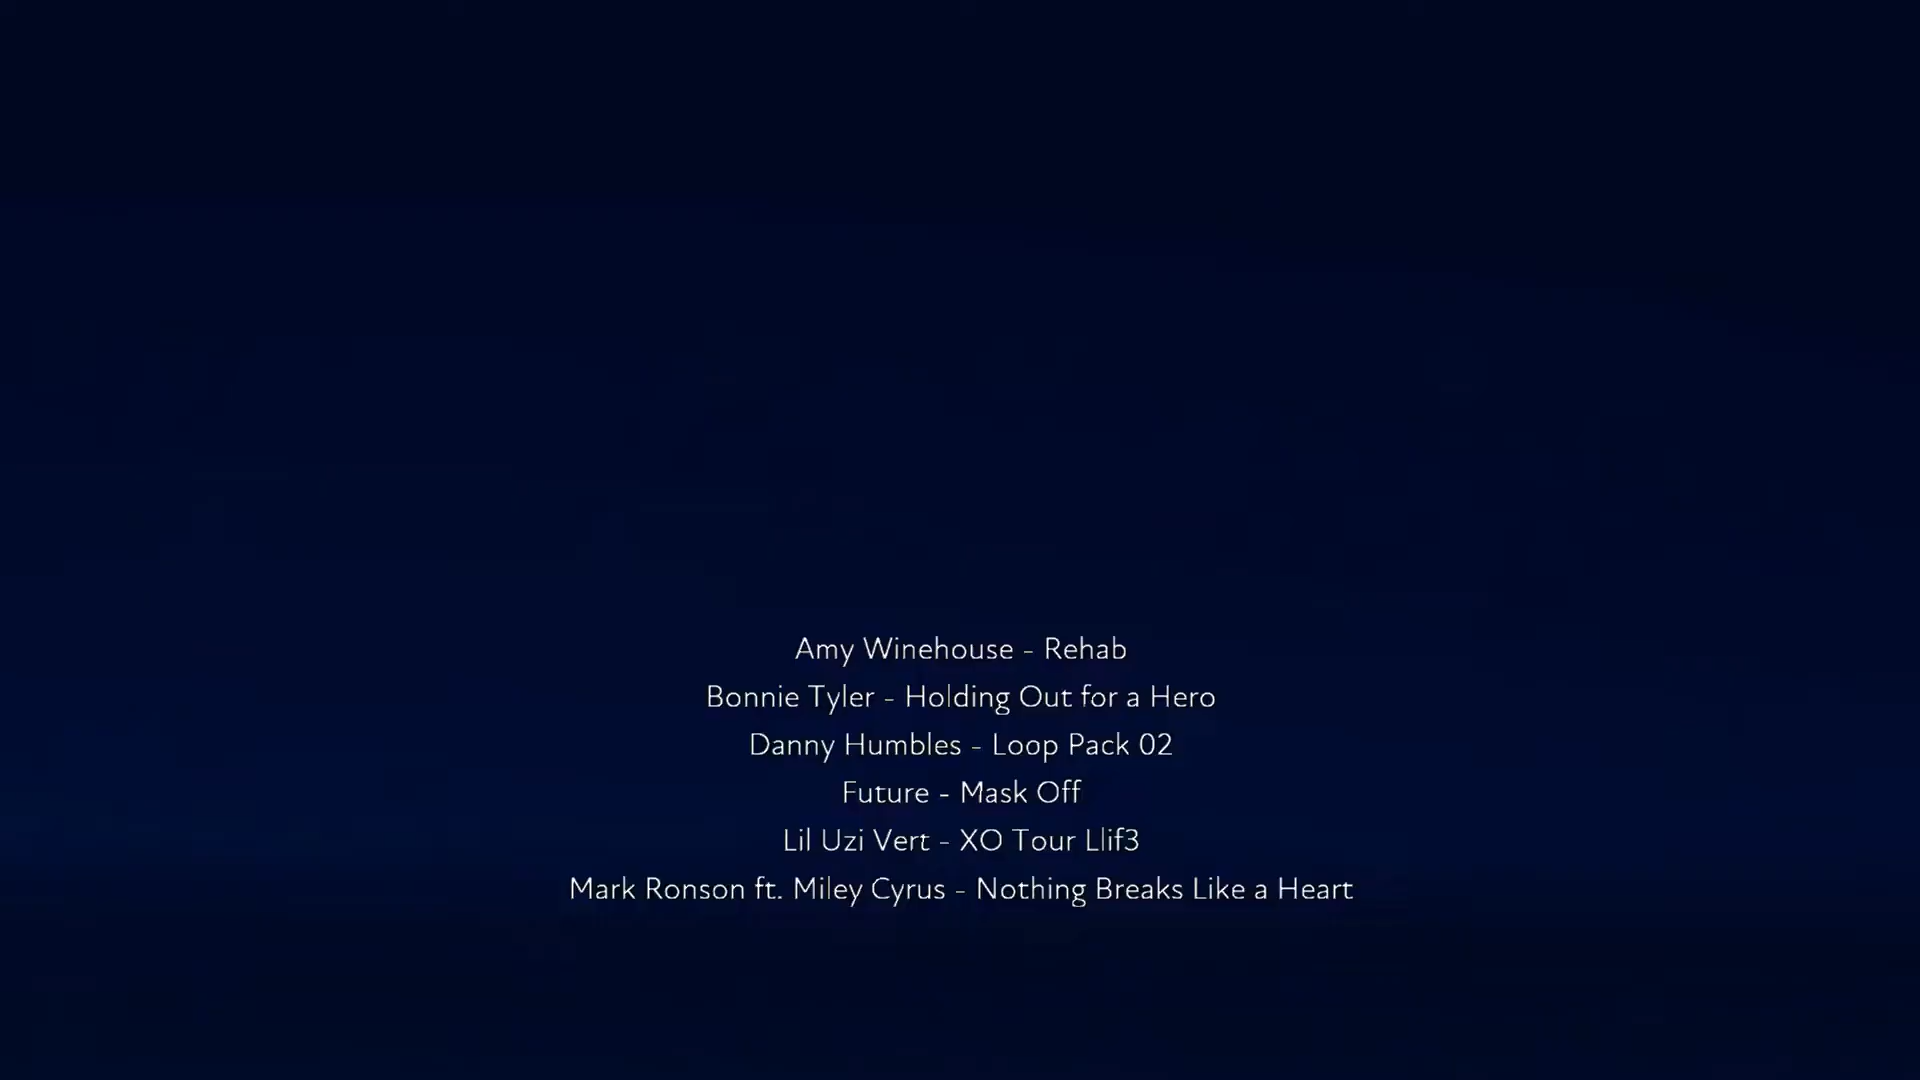 Amy Winehouse - Rehab
Bonnie Tyler - Holding Out for a Hero
Danny Humbles - Loop Pack 02
Future - Mask Off
Lil Uzi Vert - XO Tour Llif3
Mark Ronson ft. Miley Cyrus - Nothing Breaks Like a Heart